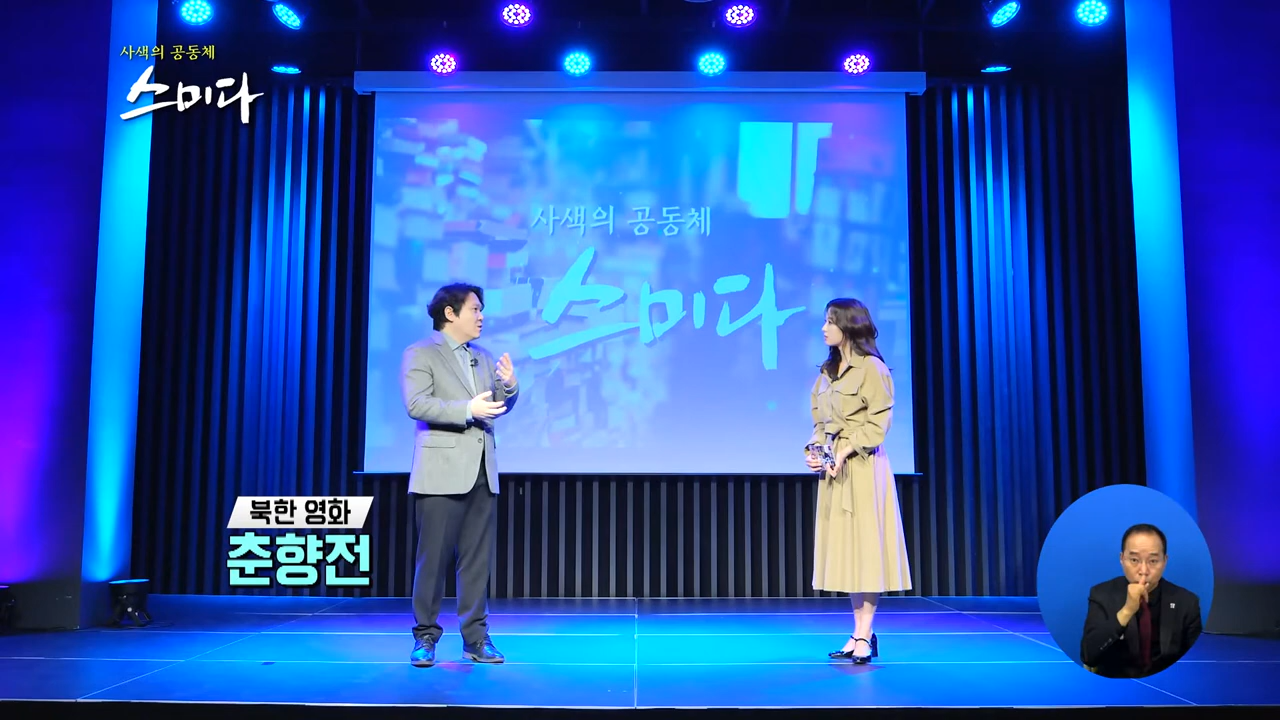 사색의 공동체
스미다
사색의 공동체
스미다
북한 영화
춘향전